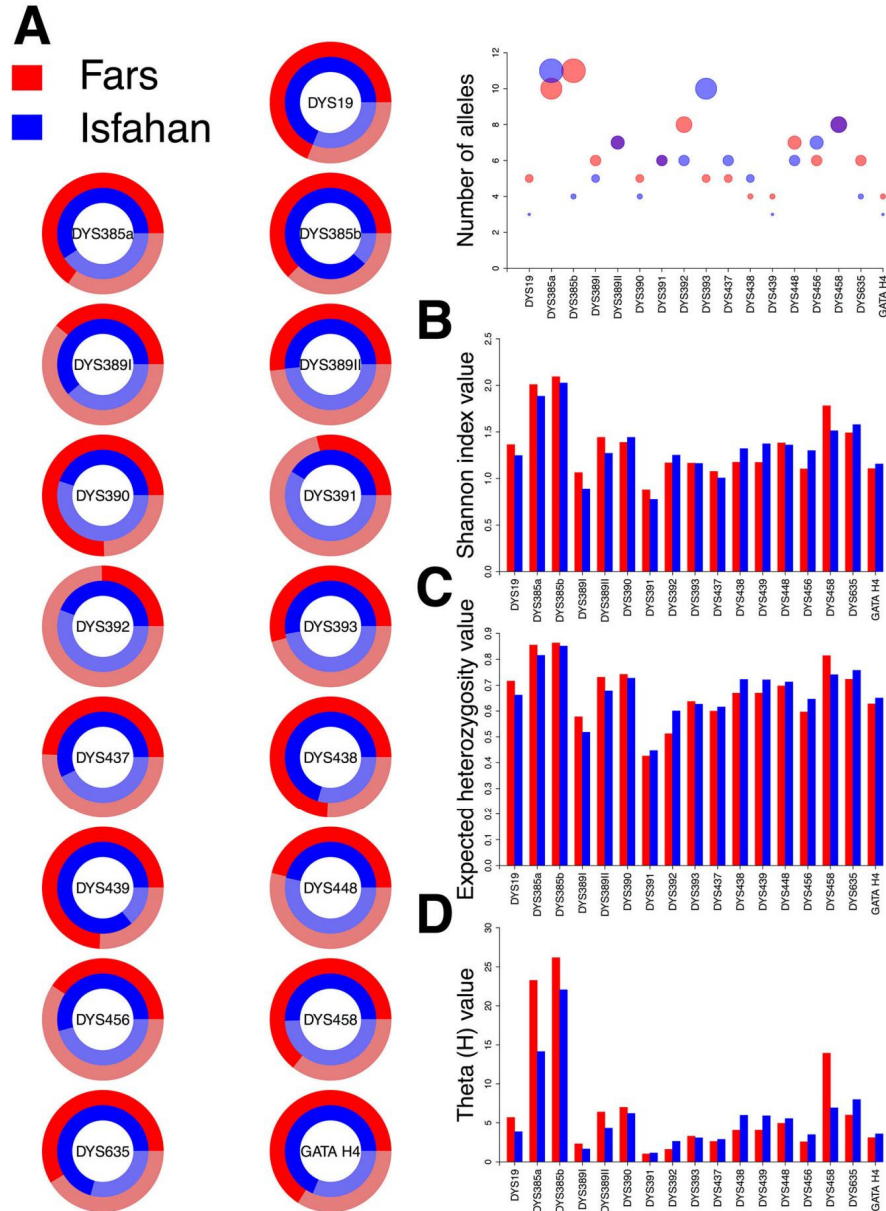 A
Fars
Isfahan
DYS19
DYS385a
DYS385b
DYS389I
DYS389II
DYS390
DYS391
DYS392
DYS393
DYS437
DYS438
DYS439
DYS448
DYS456
DYS458
DYS635
GATA H4
Number of alleles
12
10
8
6
4
2
0
DYS19 DYS385a DYS385b DYS389I DYS389II DYS390 DYS391 DYS392 DYS393 DYS437 DYS438 DYS439 DYS448 DYS456 DYS458 DYS635 GATA H4
B
Shannon index value
2.5
2.0
1.5
1.0
0.5
0.0
DYS19 DYS385a DYS385b DYS389I DYS389II DYS390 DYS391 DYS392 DYS393 DYS437 DYS438 DYS439 DYS448 DYS456 DYS458 DYS635 GATA H4
C
Expected heterozygosity value
0.9
0.8
0.7
0.6
0.5
0.4
0.3
0.2
0.1
0.0
DYS19 DYS385a DYS385b DYS389I DYS389II DYS390 DYS391 DYS392 DYS393 DYS437 DYS438 DYS439 DYS448 DYS456 DYS458 DYS635 GATA H4
D
Theta (H) value
30
25
20
15
10
5
0
DYS19 DYS385a DYS385b DYS389I DYS389II DYS390 DYS391 DYS392 DYS393 DYS437 DYS438 DYS439 DYS448 DYS456 DYS458 DYS635 GATA H4